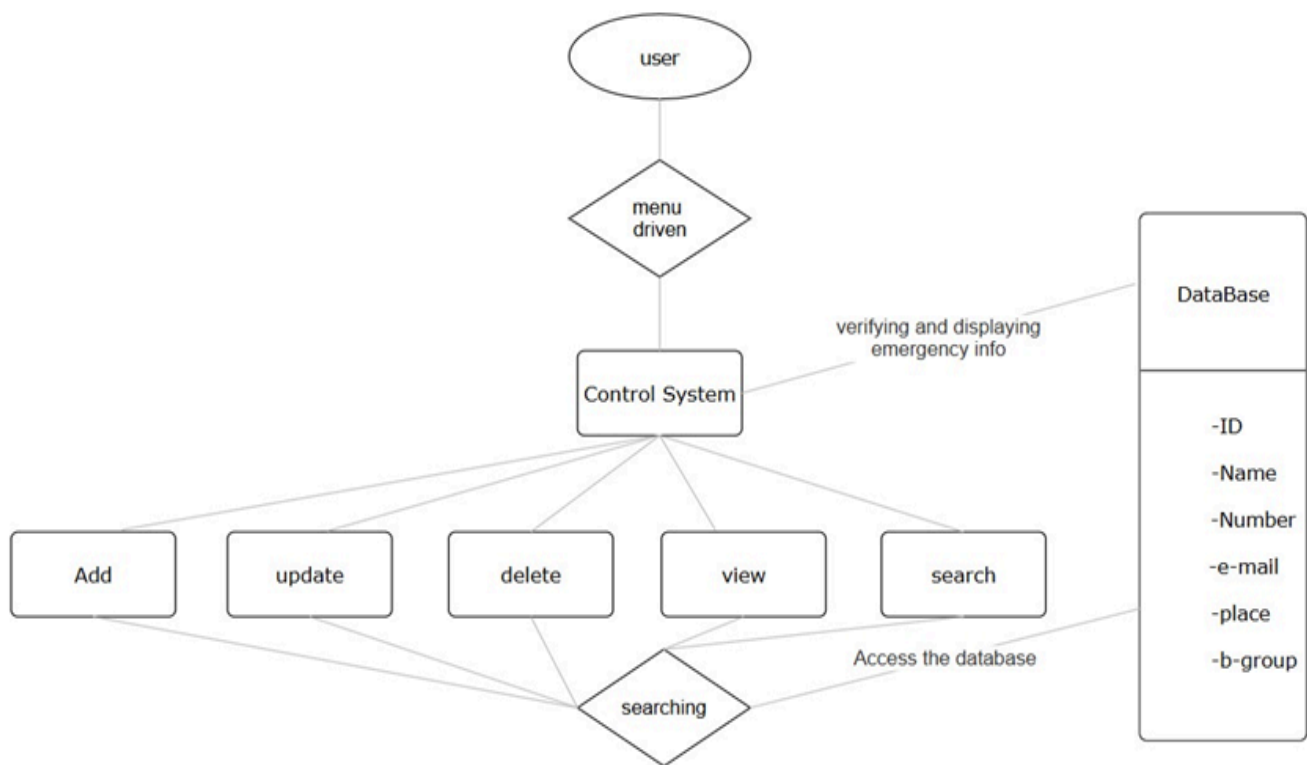 user
menu
driven
DataBase
verifying and displaying
emergency info
Control System
-ID
-Name
-Number
-e-mail
-place
-b-group
Add
update
delete
view
search
Access the database
searching